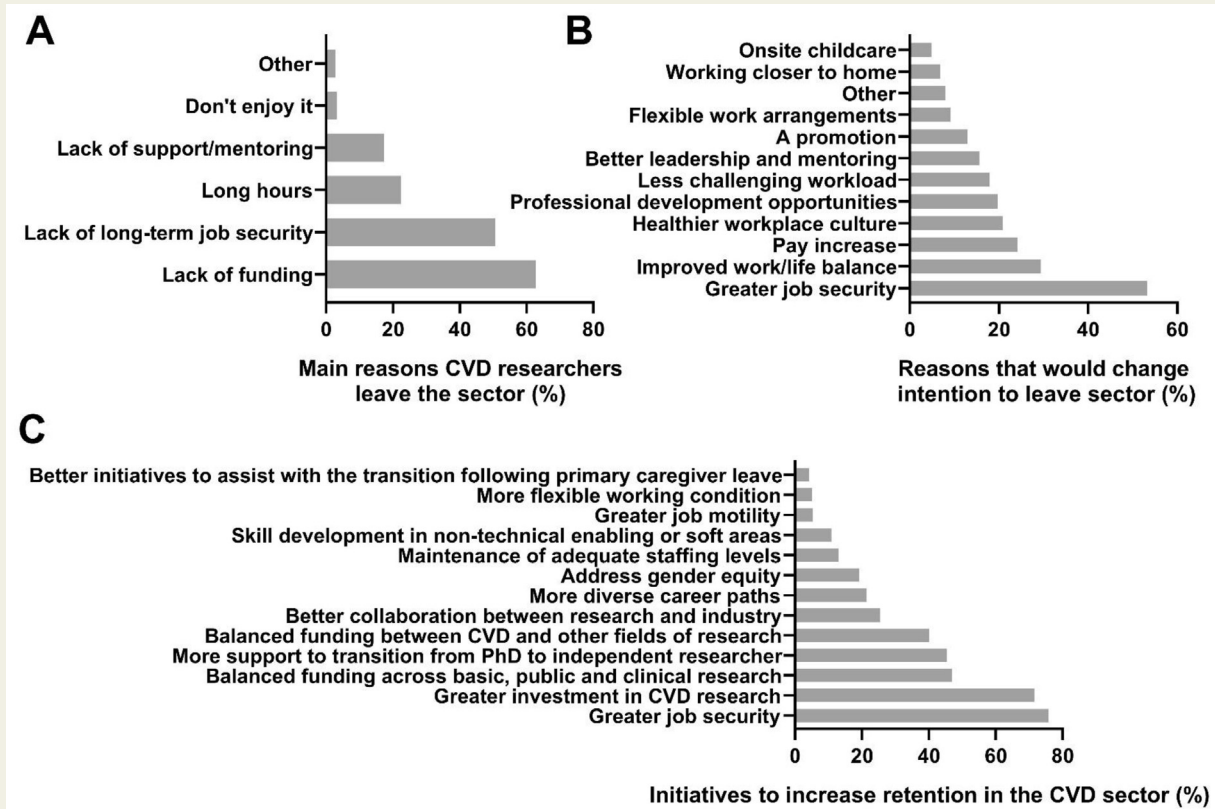 A
Other
Don't enjoy it
Lack of support/mentoring
Long hours
Lack of long-term job security
Lack of funding
0 20 40 60 80
Main reasons CVD researchers
leave the sector (%)
B
Onsite childcare
Working closer to home
Other
Flexible work arrangements
A promotion
Better leadership and mentoring
Less challenging workload
Professional development opportunities
Healthier workplace culture
Pay increase
Improved work/life balance
Greater job security
0 20 40 60
Reasons that would change
intention to leave sector (%)
C
Better initiatives to assist with the transition following primary caregiver leave
More flexible working condition
Greater job motility
Skill development in non-technical enabling or soft areas
Maintenance of adequate staffing levels
Address gender equity
More diverse career paths
Better collaboration between research and industry
Balanced funding between CVD and other fields of research
More support to transition from PhD to independent researcher
Balanced funding across basic, public and clinical research
Greater investment in CVD research
Greater job security
0 20 40 60 80
Initiatives to increase retention in the CVD sector (%)